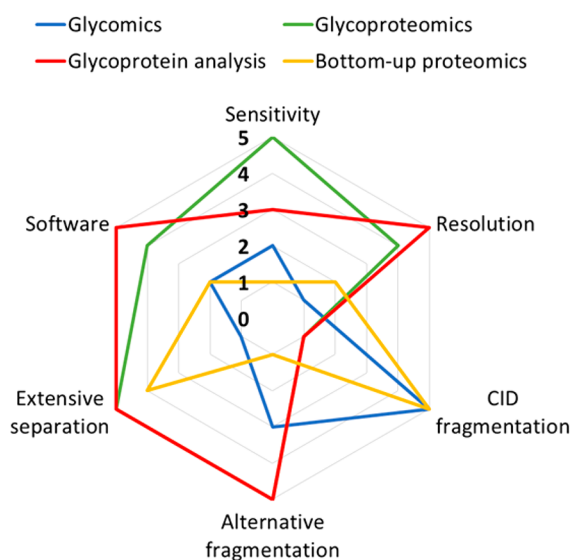 Glycomics
Glycoproteomics
Glycoprotein analysis
Bottom-up proteomics
Sensitivity
5
4
3
2
1
0
Software
Resolution
Extensive
separation
CID
fragmentation
Alternative
fragmentation